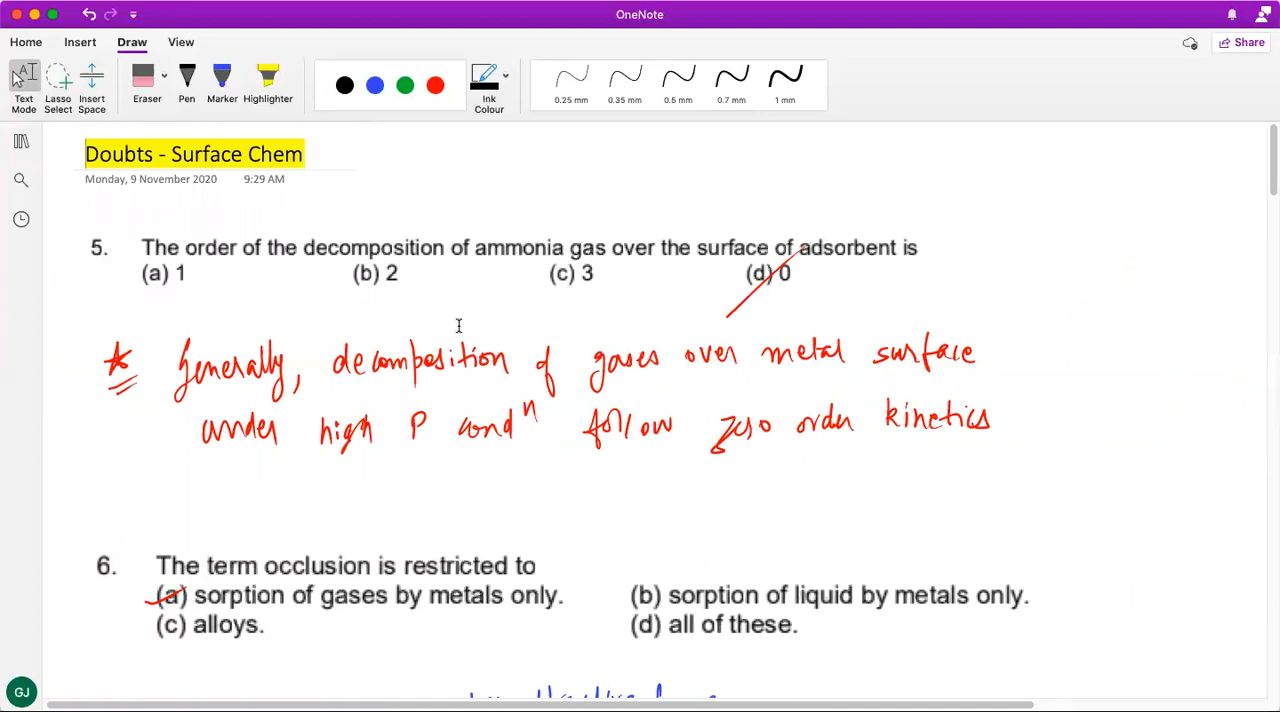 OneNote
Home Insert Draw View
Share
Text Mode
Lasso Select
Insert Space
Eraser
Pen
Marker
Highlighter
Ink Colour
0.25 mm 0.35 mm 0.5 mm 0.7 mm 1 mm
Doubts - Surface Chem
Monday, 9 November 2020 9:29 AM
5. The order of the decomposition of ammonia gas over the surface of adsorbent is
(a) 1 (b) 2 (c) 3 (d) 0
Generally, decomposition of gases over metal surface
under high P condⁿ follow zero order kinetics
6. The term occlusion is restricted to
(a) sorption of gases by metals only. (b) sorption of liquid by metals only.
(c) alloys. (d) all of these.
GJ